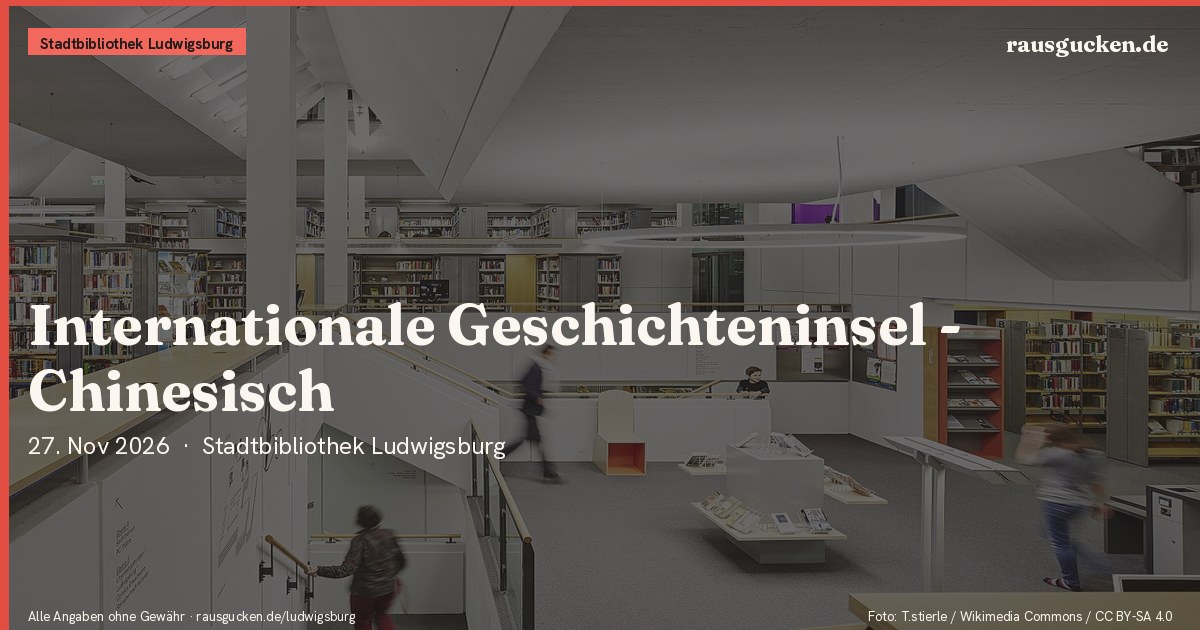 Stadtbibliothek Ludwigsburg
rausgucken.de
Internationale Geschichteninsel -
Chinesisch
27. Nov 2026 · Stadtbibliothek Ludwigsburg
Alle Angaben ohne Gewähr · rausgucken.de/ludwigsburg
Foto: T.stierle / Wikimedia Commons / CC BY-SA 4.0